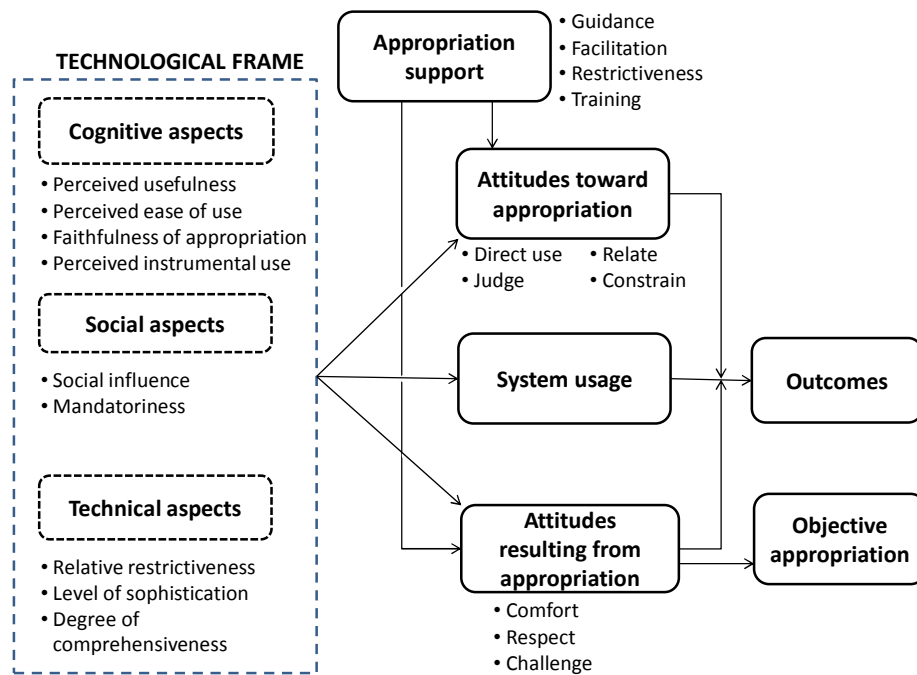 TECHNOLOGICAL FRAME
Cognitive aspects
• Perceived usefulness
• Perceived ease of use
• Faithfulness of appropriation
• Perceived instrumental use
Social aspects
• Social influence
• Mandatoriness
Technical aspects
• Relative restrictiveness
• Level of sophistication
• Degree of
comprehensiveness
Appropriation
support
• Guidance
• Facilitation
• Restrictiveness
• Training
Attitudes toward
appropriation
• Direct use
• Judge
• Relate
• Constrain
System usage
Outcomes
Attitudes
resulting from
appropriation
• Comfort
• Respect
• Challenge
Objective
appropriation